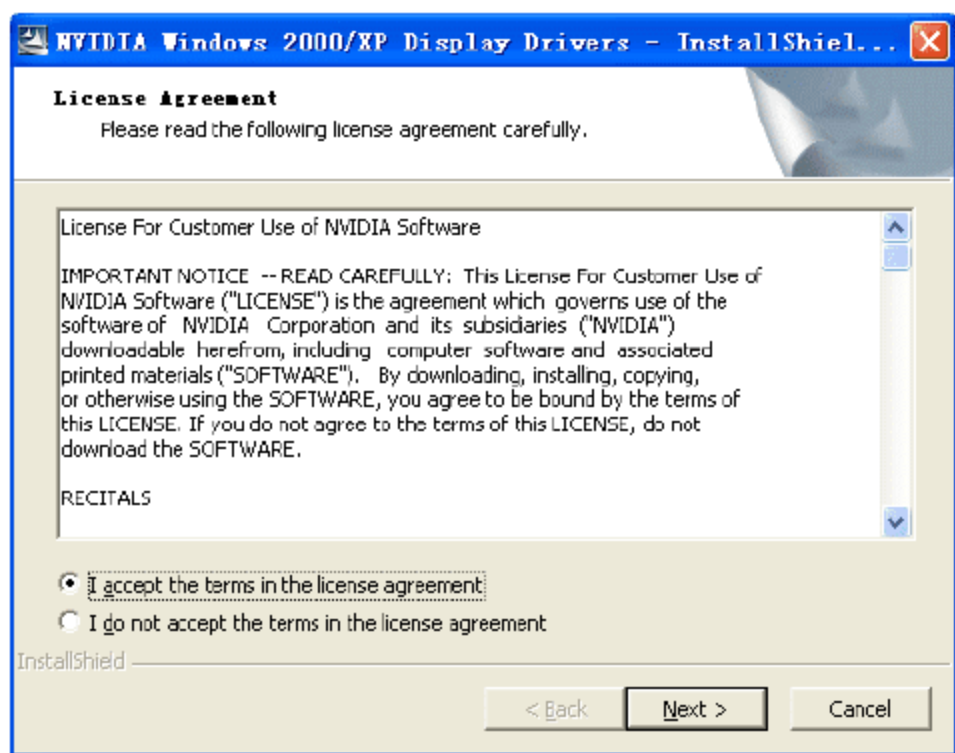 NVIDIA Windows 2000/XP Display Drivers - InstallShiel...
License Agreement
Please read the following license agreement carefully.
License For Customer Use of NVIDIA Software
IMPORTANT NOTICE -- READ CAREFULLY: This License For Customer Use of
NVIDIA Software ("LICENSE") is the agreement which governs use of the
software of NVIDIA Corporation and its subsidiaries ("NVIDIA")
downloadable herefrom, including computer software and associated
printed materials ("SOFTWARE"). By downloading, installing, copying,
or otherwise using the SOFTWARE, you agree to be bound by the terms of
this LICENSE. If you do not agree to the terms of this LICENSE, do not
download the SOFTWARE.
RECITALS
I accept the terms in the license agreement
I do not accept the terms in the license agreement
InstallShield
< Back
Next >
Cancel